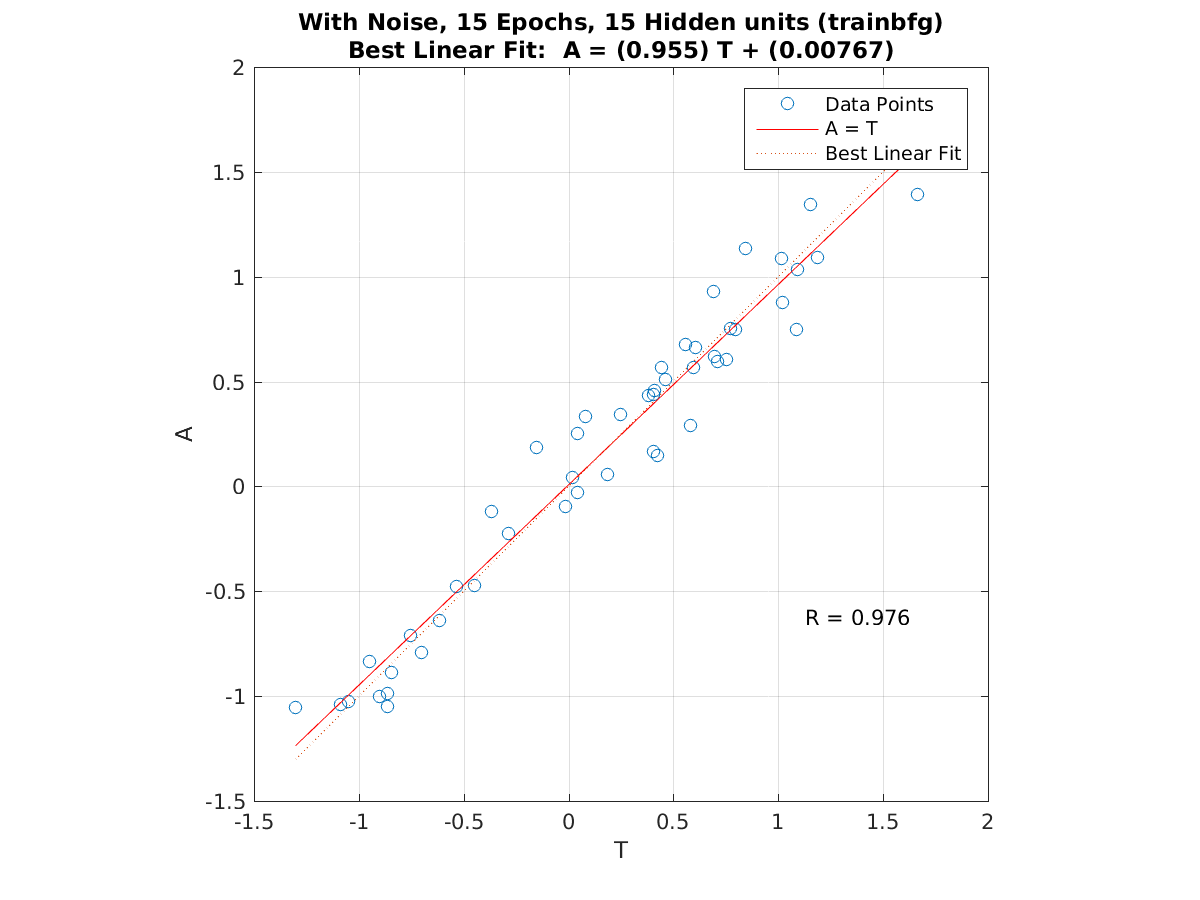 With Noise, 15 Epochs, 15 Hidden units (trainbfg)
Best Linear Fit:  A = (0.955) T + (0.00767)
2
1.5
1
0.5
0
-0.5
-1
-1.5
A
Data Points
A = T
Best Linear Fit
R = 0.976
-1.5 -1 -0.5 0 0.5 1 1.5 2
T